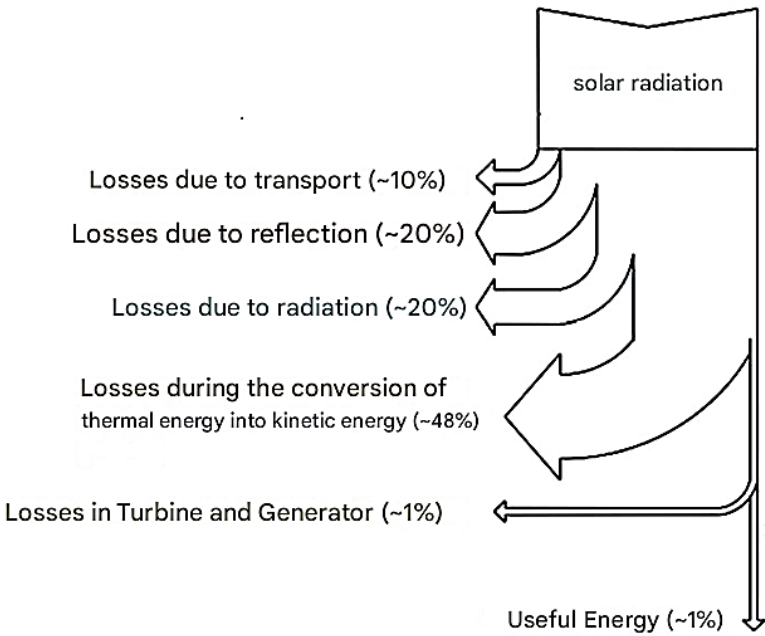 solar radiation
Losses due to transport (~10%)
Losses due to reflection (~20%)
Losses due to radiation (~20%)
Losses during the conversion of
thermal energy into kinetic energy (~48%)
Losses in Turbine and Generator (~1%)
Useful Energy (~1%)